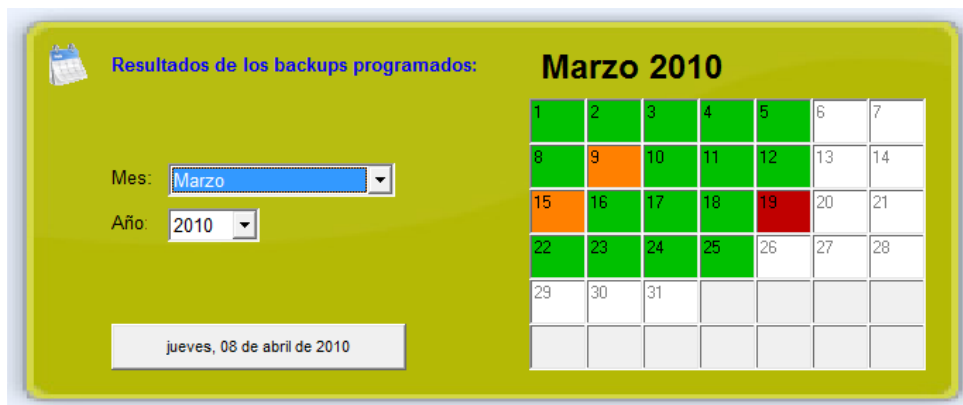 Resultados de los backups programados:
Marzo 2010
Mes: Marzo
Año: 2010
jueves, 08 de abril de 2010
1 2 3 4 5 6 7
8 9 10 11 12 13 14
15 16 17 18 19 20 21
22 23 24 25 26 27 28
29 30 31